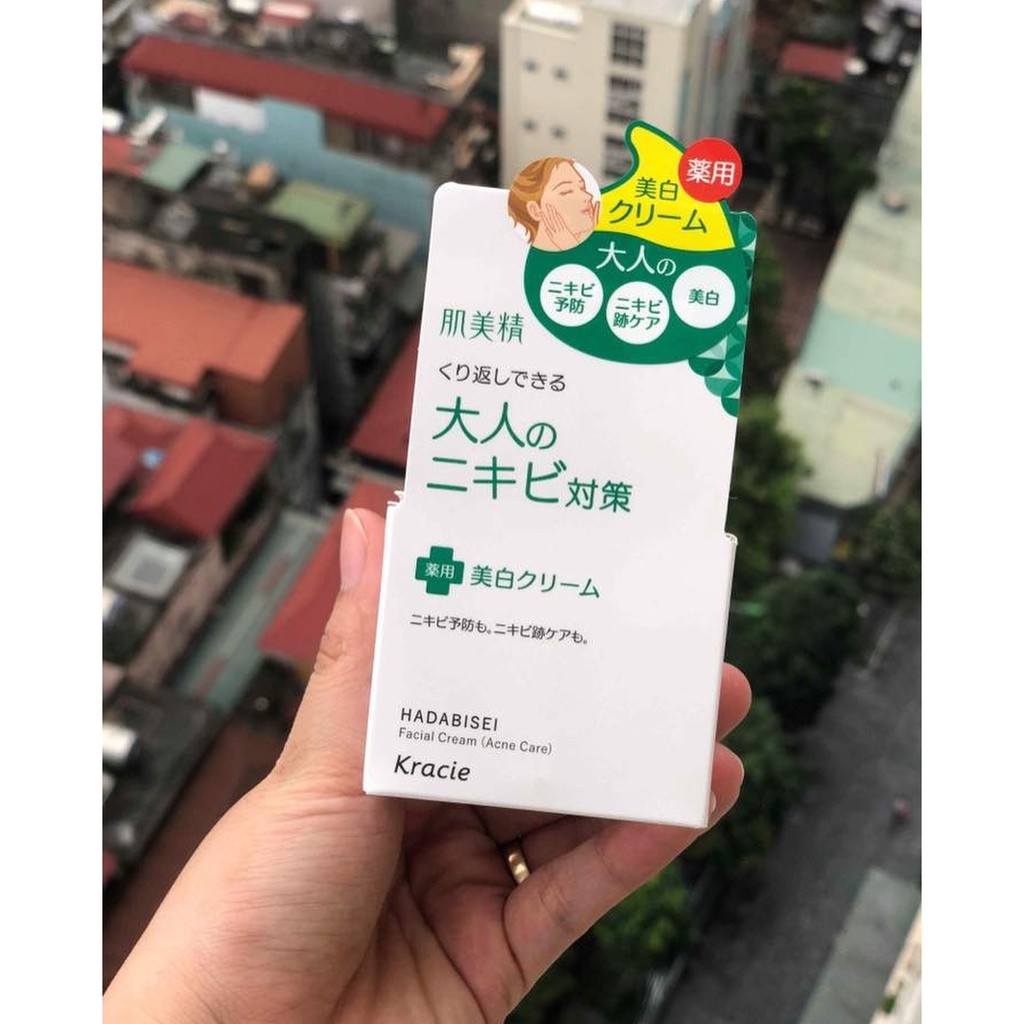 薬用
美白
クリーム
大人の
ニキビ
予防
ニキビ
跡ケア
美白
肌美精
くり返しできる
大人の
ニキビ対策
薬用 美白クリーム
ニキビ予防も。ニキビ跡ケアも。
HADABISEI
Facial Cream (Acne Care)
Kracie